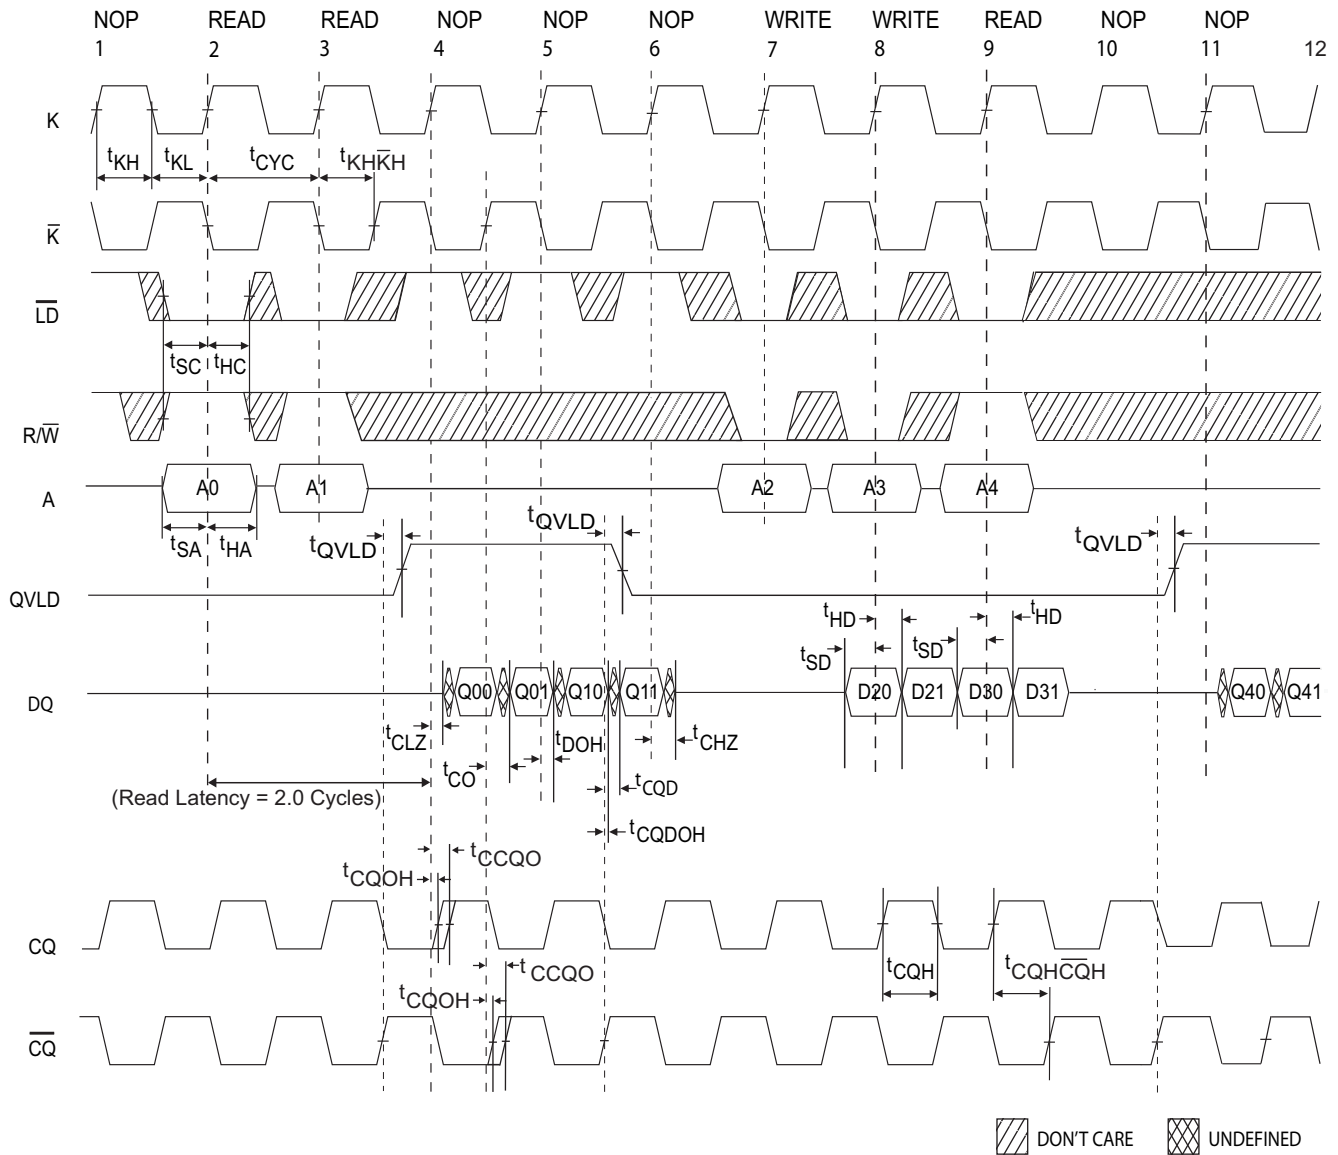 NOP READ READ NOP NOP NOP WRITE WRITE READ NOP NOP
1 2 3 4 5 6 7 8 9 10 11 12
K
tKH tKL tCYC tKHK̅H
K̅
L̅D̅
tSC tHC
R/W̅
A A0 A1 A2 A3 A4
tSA tHA tQVLD tQVLD tQVLD
QVLD
tHD tHD
tSD tSD
DQ Q00 Q01 Q10 Q11 D20 D21 D30 D31 Q40 Q41
tCLZ tDOH tCHZ
tCO tCQD
(Read Latency = 2.0 Cycles)
tCQDOH
tCCQO
tCQOH
CQ
tCCQO tCQH tCQHC̅Q̅H
tCQOH
C̅Q̅
DON'T CARE UNDEFINED